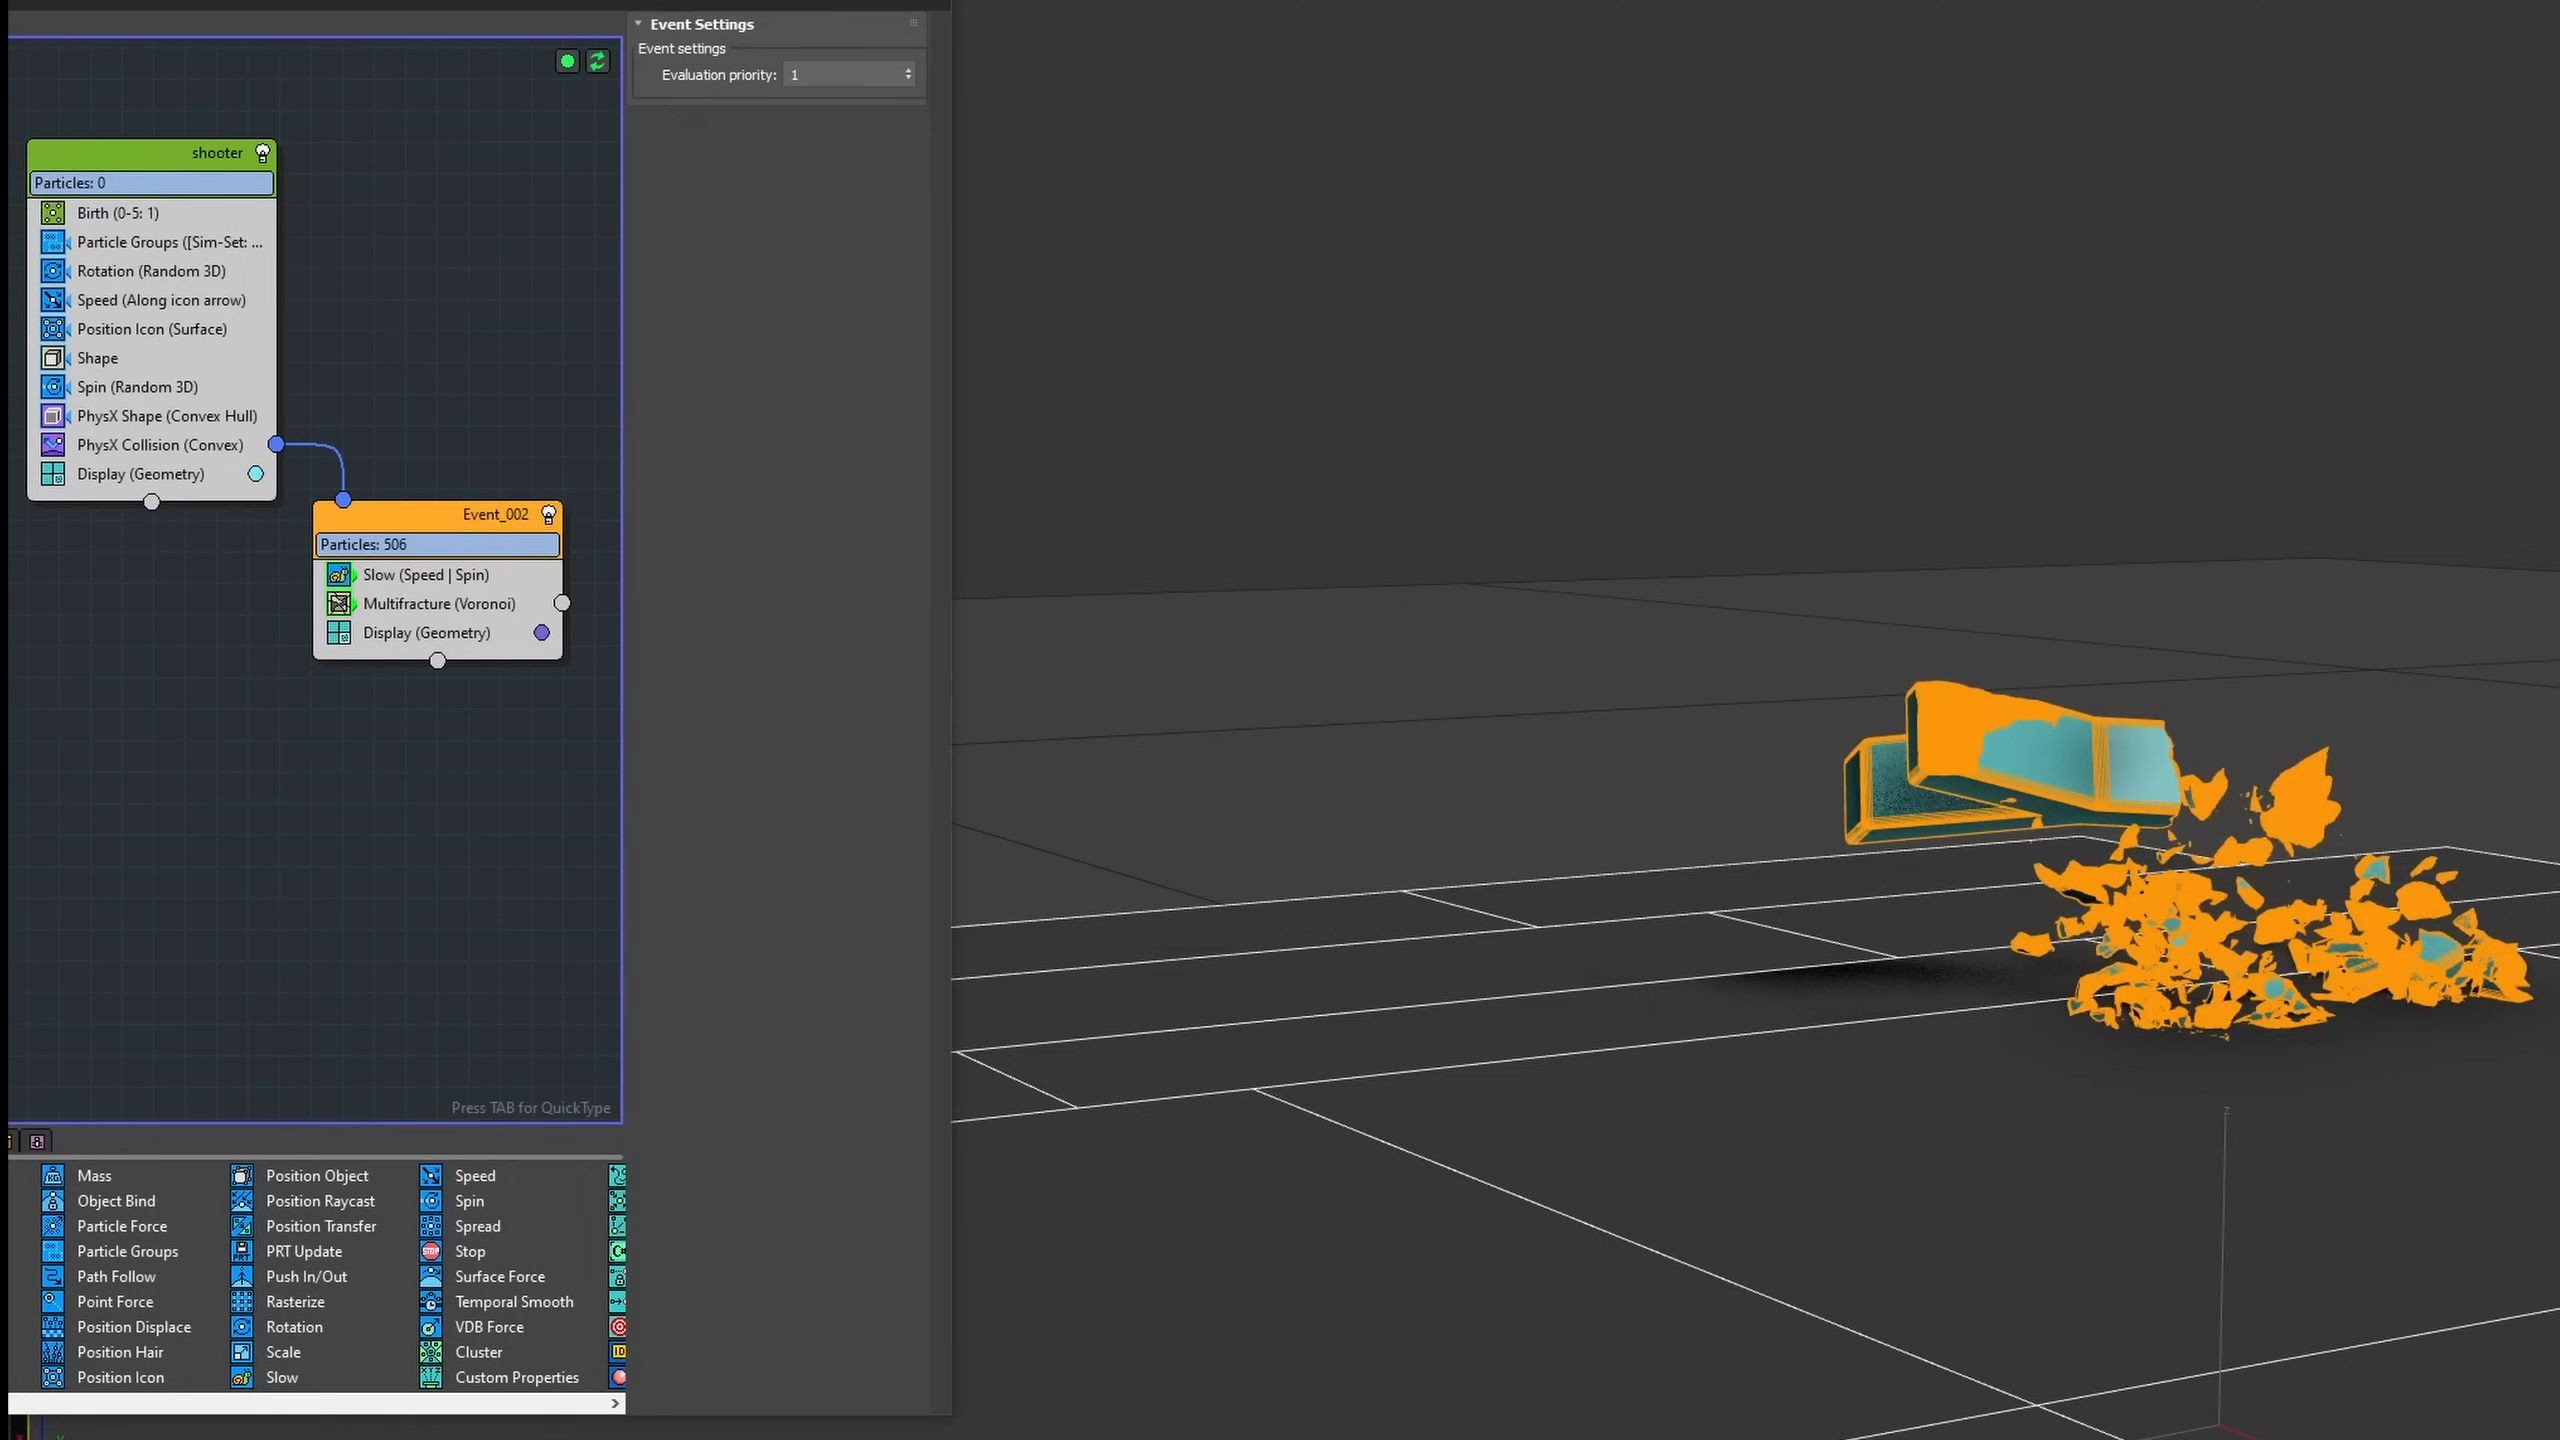 Event Settings
Event settings
Evaluation priority: 1
shooter
Particles: 0
Birth (0-5: 1)
Particle Groups ([Sim-Set: ...
Rotation (Random 3D)
Speed (Along icon arrow)
Position Icon (Surface)
Shape
Spin (Random 3D)
PhysX Shape (Convex Hull)
PhysX Collision (Convex)
Display (Geometry)
Event_002
Particles: 506
Slow (Speed | Spin)
Multifracture (Voronoi)
Display (Geometry)
Press TAB for QuickType
Mass
Object Bind
Particle Force
Particle Groups
Path Follow
Point Force
Position Displace
Position Hair
Position Icon
Position Object
Position Raycast
Position Transfer
PRT Update
Push In/Out
Rasterize
Rotation
Scale
Slow
Speed
Spin
Spread
Stop
Surface Force
Temporal Smooth
VDB Force
Cluster
Custom Properties
z